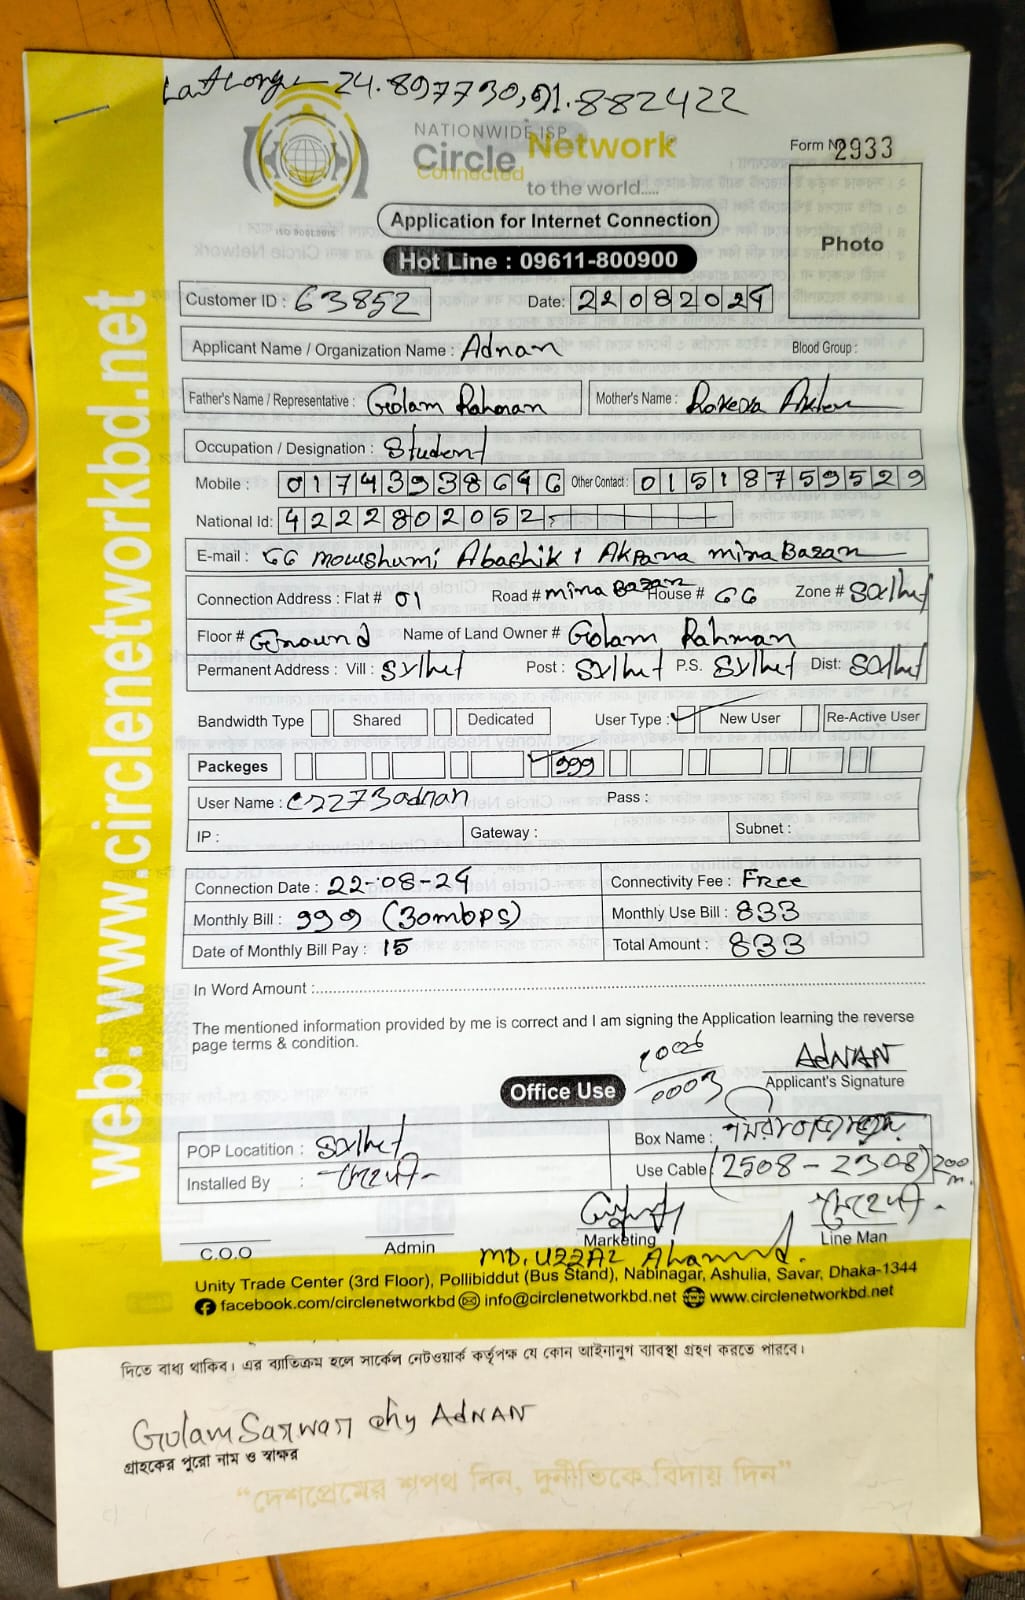 Lat Long - 24.897730, 91.882422
NATIONWIDE ISP
Circle Network
Connected
to the world.....
ISO 9001:2015
Form No 2933
Photo
Application for Internet Connection
Hot Line : 09611-800900
Customer ID : 63852 Date: 22082024
Applicant Name / Organization Name : Adnan Blood Group :
Father's Name / Representative : Golam Rahman Mother's Name :
Occupation / Designation : Student
Mobile : 01743938646 Other Contact : 01518759529
National Id: 4222802052
E-mail : 66 Moushumi Abashik, mina Bazar
Connection Address : Flat # 01 Road # mina Bazar House # 66 Zone # Sylhet
Floor # Ground Name of Land Owner # Golam Rahman
Permanent Address : Vill : Sylhet Post : Sylhet P.S. Sylhet Dist: Sylhet
Bandwidth Type Shared Dedicated User Type : New User Re-Active User
Packeges 999
User Name : Pass :
IP : Gateway : Subnet :
Connection Date : 22-08-24 Connectivity Fee : Free
Monthly Bill : 999 (30mbps) Monthly Use Bill : 833
Date of Monthly Bill Pay : 15 Total Amount : 833
In Word Amount :
The mentioned information provided by me is correct and I am signing the Application learning the reverse
page terms & condition.
AdNAN
Applicant's Signature
Office Use
0003
POP Locatition : Sylhet Box Name :
Installed By : Use Cable (2508 - 2308) 200 m.
C.O.O Admin Marketing Line Man
MD. UZZAL Ahammed.
Unity Trade Center (3rd Floor), Pollibiddut (Bus Stand), Nabinagar, Ashulia, Savar, Dhaka-1344
facebook.com/circlenetworkbd info@circlenetworkbd.net www.circlenetworkbd.net
web: www.circlenetworkbd.net
দিতে বাধ্য থাকিব। এর ব্যতিক্রম হলে সার্কেল নেটওয়ার্ক কর্তৃপক্ষ যে কোন আইনানুগ ব্যাবস্থা গ্রহণ করতে পারবে।
Golam Sarwar Chy AdNAN
গ্রাহকের পুরো নাম ও স্বাক্ষর
“দেশপ্রেমের শপথ নিন, দুর্নীতিকে বিদায় দিন”